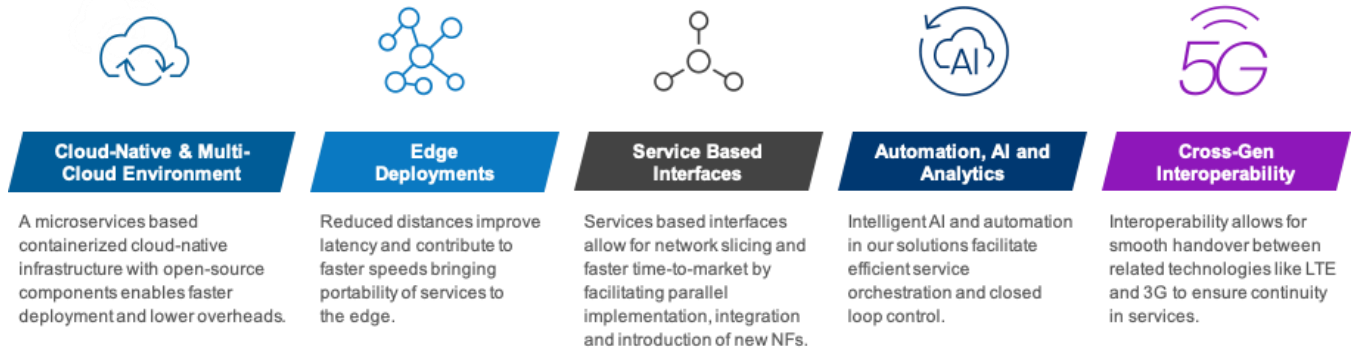 AI
5G
Cloud-Native & Multi-
Cloud Environment
A microservices based
containerized cloud-native
infrastructure with open-source
components enables faster
deployment and lower overheads.
Edge
Deployments
Reduced distances improve
latency and contribute to
faster speeds bringing
portability of services to
the edge.
Service Based
Interfaces
Services based interfaces
allow for network slicing and
faster time-to-market by
facilitating parallel
implementation, integration
and introduction of new NFs.
Automation, AI and
Analytics
Intelligent AI and automation
in our solutions facilitate
efficient service
orchestration and closed
loop control.
Cross-Gen
Interoperability
Interoperability allows for
smooth handover between
related technologies like LTE
and 3G to ensure continuity
in services.